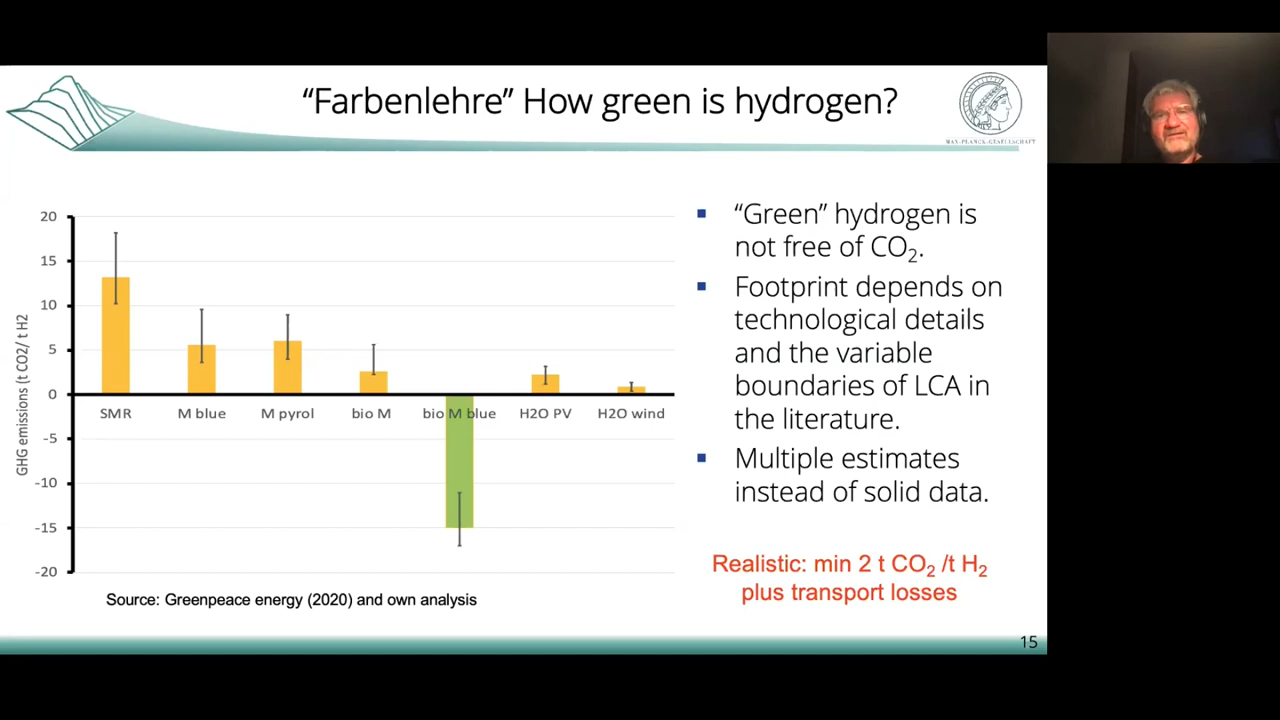 “Farbenlehre” How green is hydrogen?
MAX-PLANCK-GESELLSCHAFT
GHG emissions (t CO2/ t H2
20
15
10
5
0
-5
-10
-15
-20
SMR
M blue
M pyrol
bio M
bio M blue
H2O PV
H2O wind
Source: Greenpeace energy (2020) and own analysis
“Green” hydrogen is
not free of CO2.
Footprint depends on
technological details
and the variable
boundaries of LCA in
the literature.
Multiple estimates
instead of solid data.
Realistic: min 2 t CO2 /t H2
plus transport losses
15